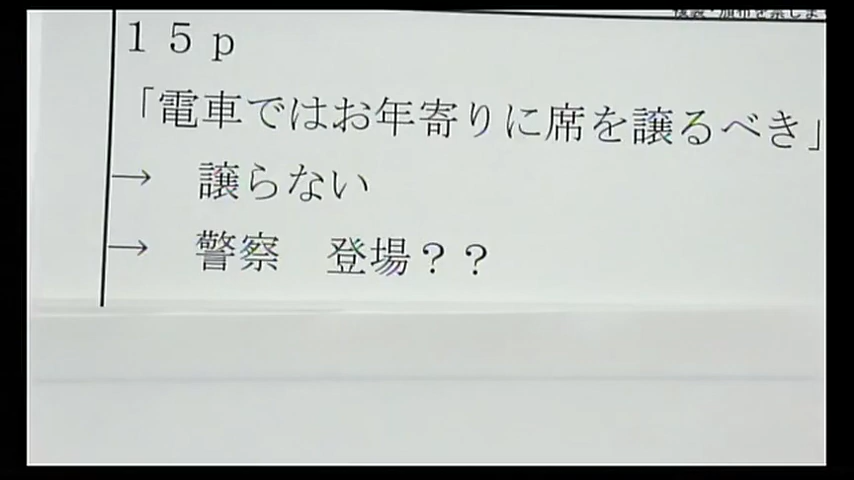 １５ｐ
「電車ではお年寄りに席を譲るべき」
→　譲らない
→　警察　登場？？